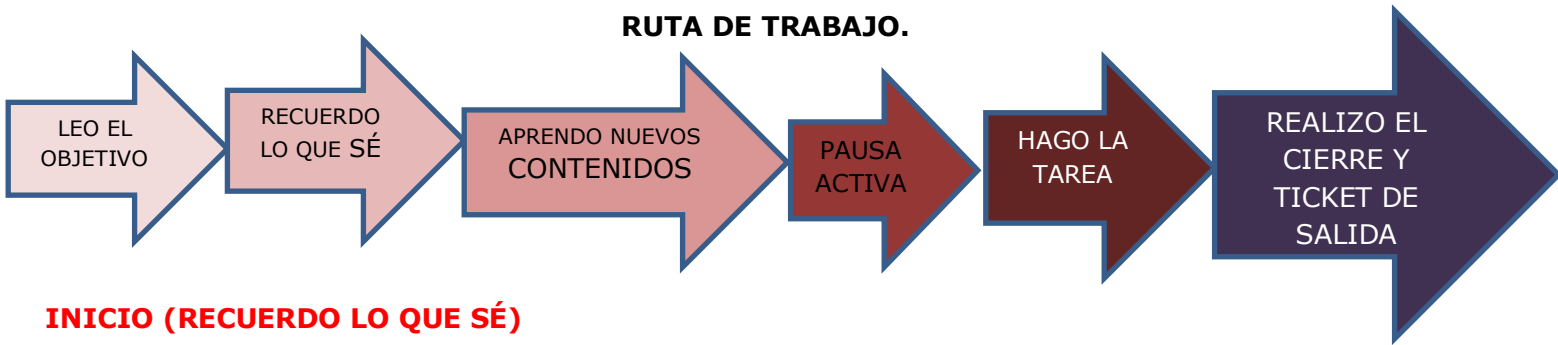 RUTA DE TRABAJO.
LEO EL
OBJETIVO
RECUERDO
LO QUE SÉ
APRENDO NUEVOS
CONTENIDOS
PAUSA
ACTIVA
HAGO LA
TAREA
REALIZO EL
CIERRE Y
TICKET DE
SALIDA
INICIO (RECUERDO LO QUE SÉ)